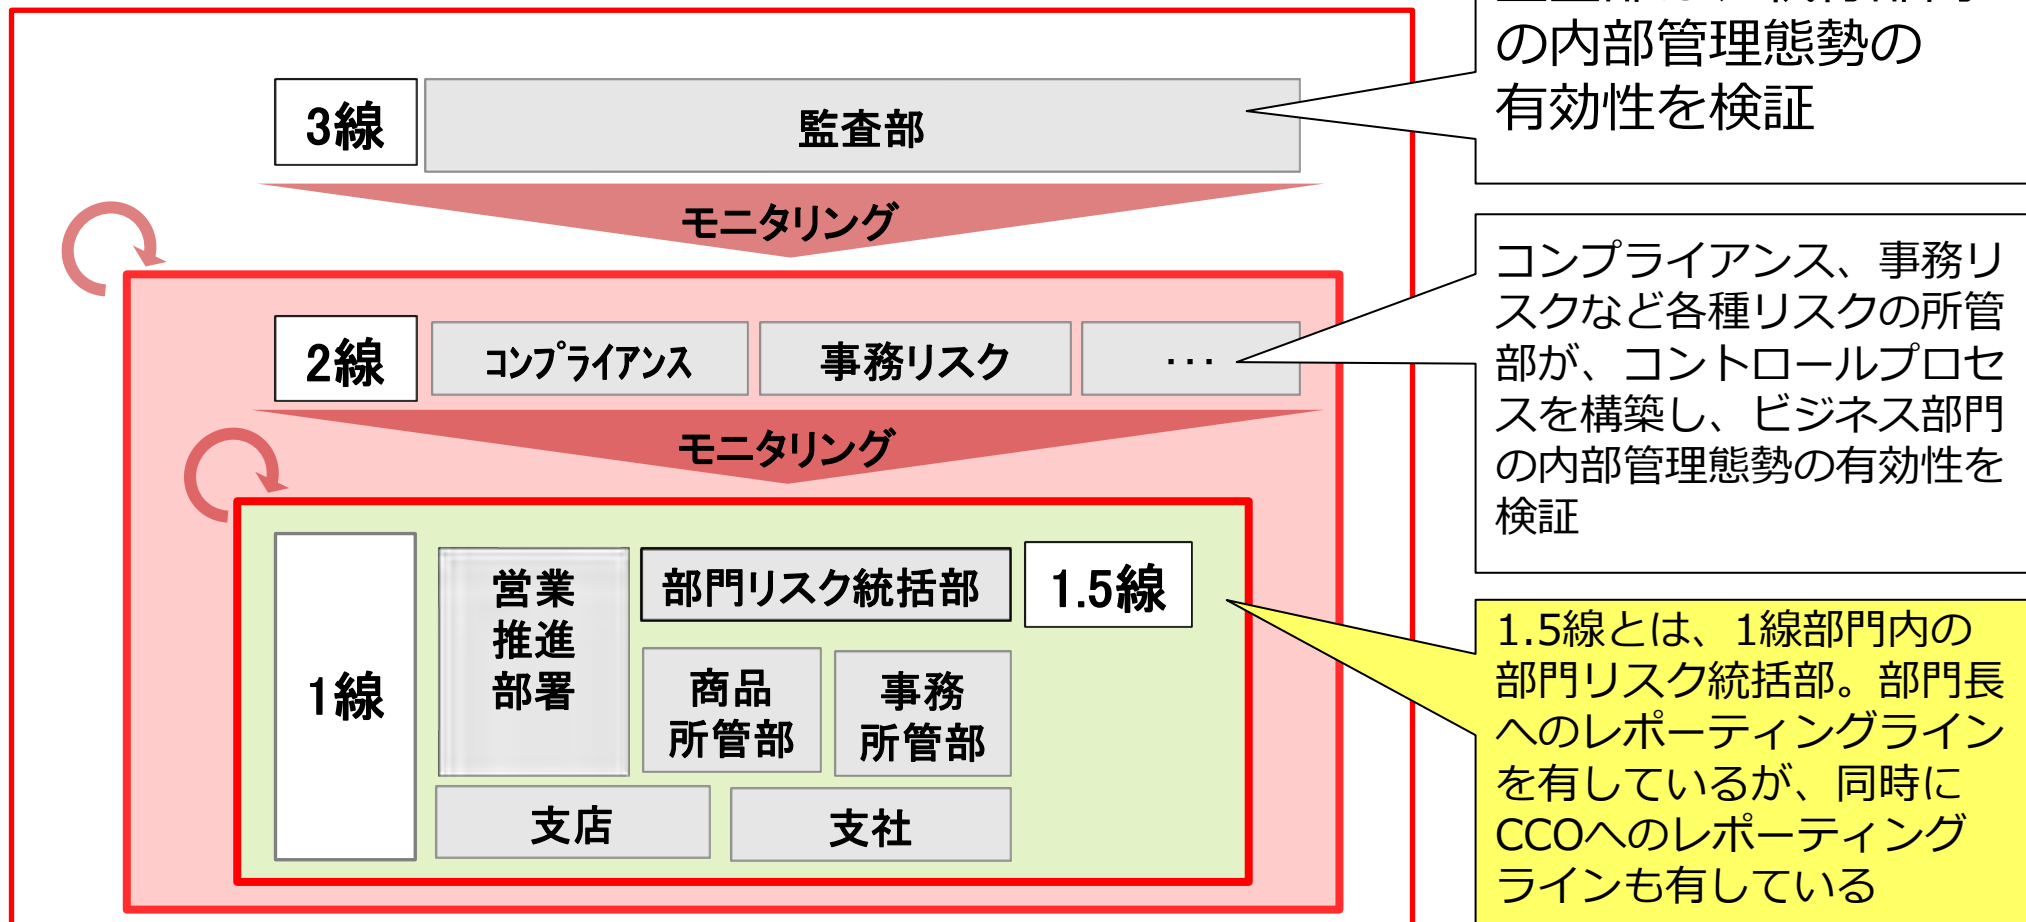 の内部管理態勢の
有効性を検証
3線
監査部
モニタリング
コンプライアンス、事務リ
スクなど各種リスクの所管
部が、コントロールプロセ
スを構築し、ビジネス部門
の内部管理態勢の有効性を
検証
2線
コンプライアンス
事務リスク
･･･
モニタリング
1線
営業
推進
部署
部門リスク統括部
1.5線
商品
所管部
事務
所管部
支店
支社
1.5線とは、1線部門内の
部門リスク統括部。部門長
へのレポーティングライン
を有しているが、同時に
CCOへのレポーティング
ラインも有している